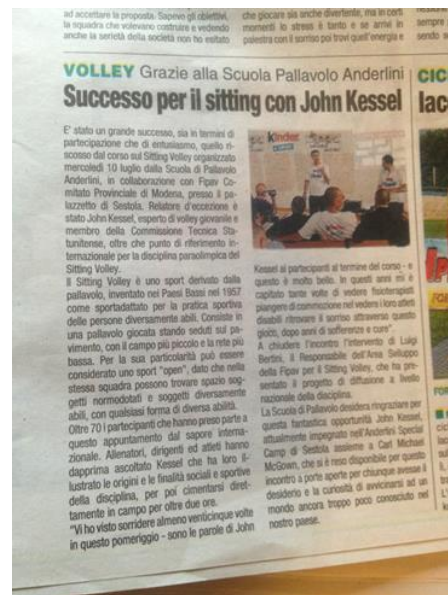 ad accettare la proposta. Sapevo gli obiettivi,
la squadra che volevano costruire e vedendo
anche la serietà della società non ho esitato
che giocare sia anche divertente, ma in certi
momenti lo stress è tanto e se arrivi in
palestra con il sorriso poi trovi quell'energia e
VOLLEY Grazie alla Scuola Pallavolo Anderlini
Successo per il sitting con John Kessel
E' stato un grande successo, sia in termini di
partecipazione che di entusiasmo, quello ri-
scosso dal corso sul Sitting Volley organizzato
mercoledì 10 luglio dalla Scuola di Pallavolo
Anderlini, in collaborazione con Fipav Co-
mitato Provinciale di Modena, presso il pa-
lazzetto di Sestola. Relatore d'eccezione è
stato John Kessel, esperto di volley giovanile e
membro della Commissione Tecnica Sta-
tunitense, oltre che punto di riferimento in-
ternazionale per la disciplina paraolimpica del
Sitting Volley.
Il Sitting Volley è uno sport derivato dalla
pallavolo, inventato nei Paesi Bassi nel 1957
come sportadattato per la pratica sportiva
delle persone diversamente abili. Consiste in
una pallavolo giocata stando seduti sul pa-
vimento, con il campo più piccolo e la rete più
bassa. Per la sua particolarità può essere
considerato uno sport "open", dato che nella
stessa squadra possono trovare spazio sog-
getti normodotati e soggetti diversamente
abili, con qualsiasi forma di diversa abilità.
Oltre 70 i partecipanti che hanno preso parte a
questo appuntamento dal sapore interna-
zionale. Allenatori, dirigenti ed atleti hanno
dapprima ascoltato Kessel che ha loro il-
lustrato le origini e le finalità sociali e sportive
della disciplina, per poi cimentarsi diret-
tamente in campo per oltre due ore.
"Vi ho visto sorridere almeno venticinque volte
in questo pomeriggio - sono le parole di John
kinder
Kessel ai partecipanti al termine del corso - e
questo è molto bello. In questi anni mi è
capitato tante volte di vedere fisioterapisti
piangere di commozione nel vedere i loro atleti
disabili ritrovare il sorriso attraverso questo
gioco, dopo anni di sofferenze e cure".
A chiudere l'incontro l'intervento di Luigi
Bertini, il Responsabile dell'Area Sviluppo
della Fipav per il Sitting Volley, che ha pre-
sentato il progetto di diffusione a livello
nazionale della disciplina.
La Scuola di Pallavolo desidera ringraziare per
questa fantastica opportunità John Kessel,
attualmente impegnato nell'Anderlini Special
Camp di Sestola assieme a Carl Michael
McGown, che si è reso disponibile per questo
incontro a porte aperte per chiunque avesse il
desiderio e la curiosità di avvicinarsi ad un
mondo ancora troppo poco conosciuto nel
nostro paese.
CIC
Iac